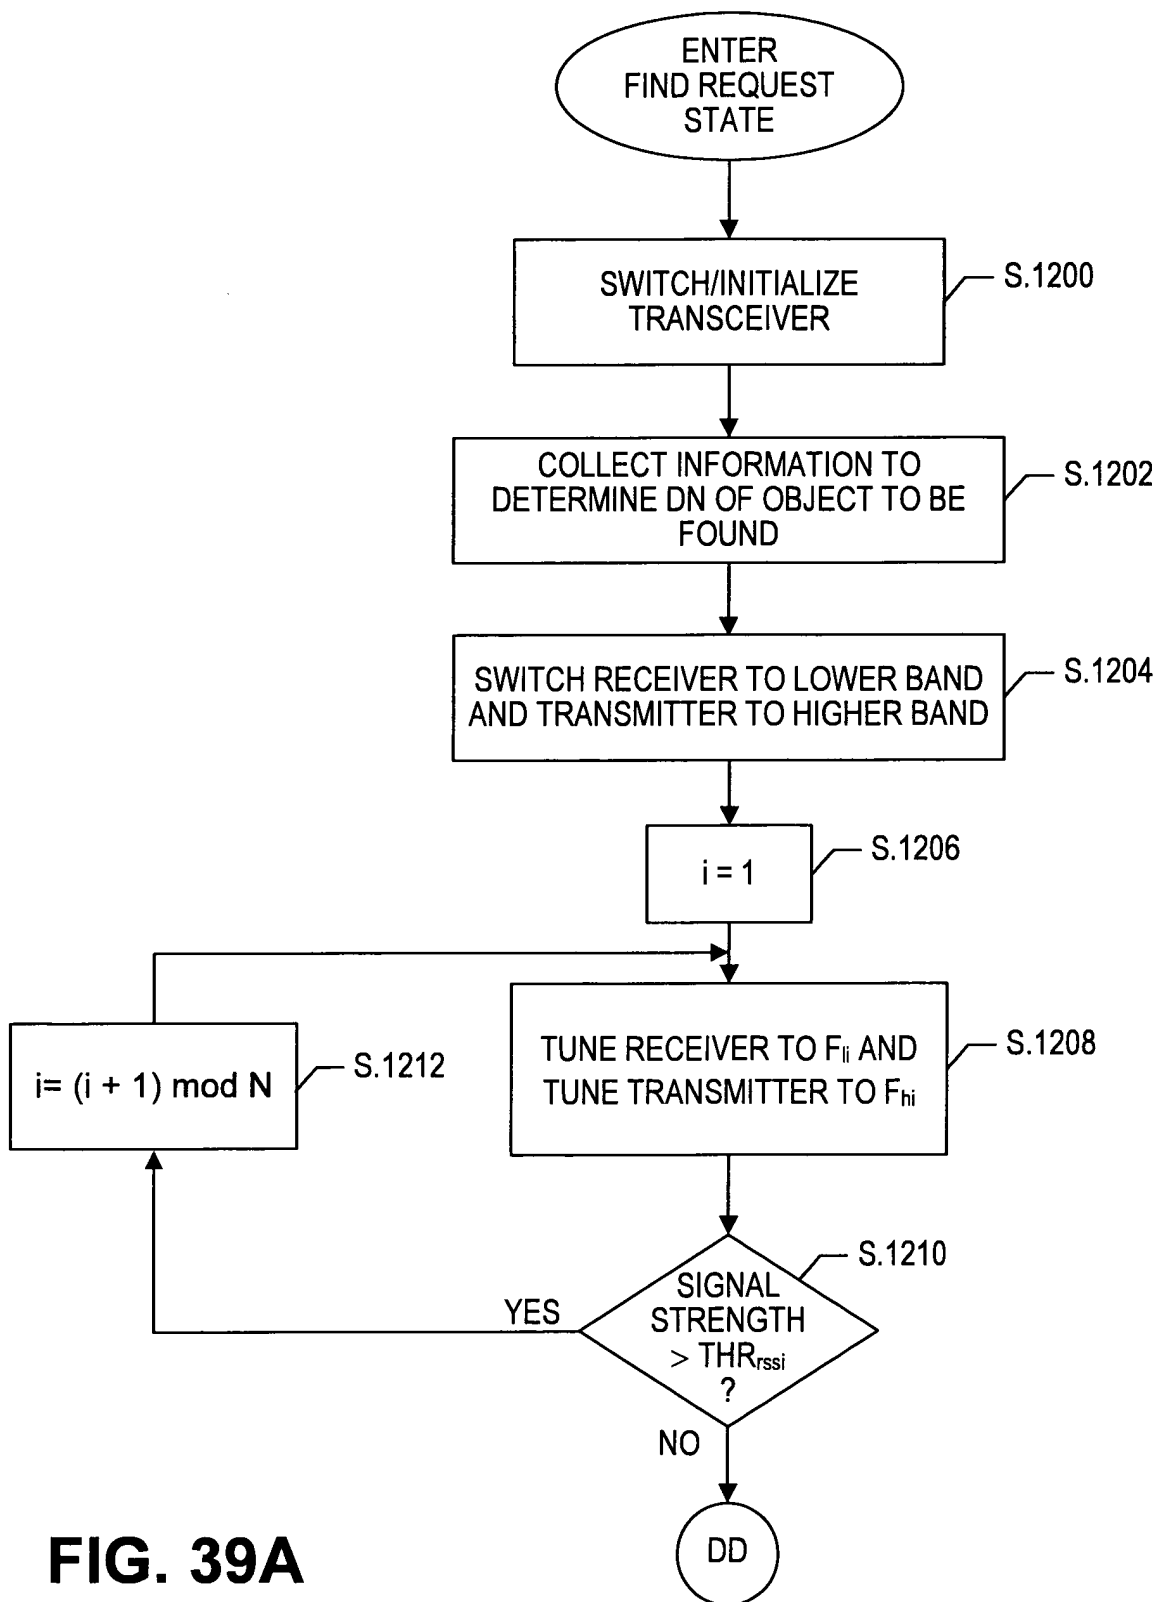 ENTER
FIND REQUEST
STATE
SWITCH/INITIALIZE
TRANSCEIVER
S.1200
COLLECT INFORMATION TO
DETERMINE DN OF OBJECT TO BE
FOUND
S.1202
SWITCH RECEIVER TO LOWER BAND
AND TRANSMITTER TO HIGHER BAND
S.1204
i = 1
S.1206
TUNE RECEIVER TO Fli AND
TUNE TRANSMITTER TO Fhi
S.1208
i= (i + 1) mod N
S.1212
SIGNAL
STRENGTH
> THRrssi
?
S.1210
YES
NO
DD
FIG. 39A